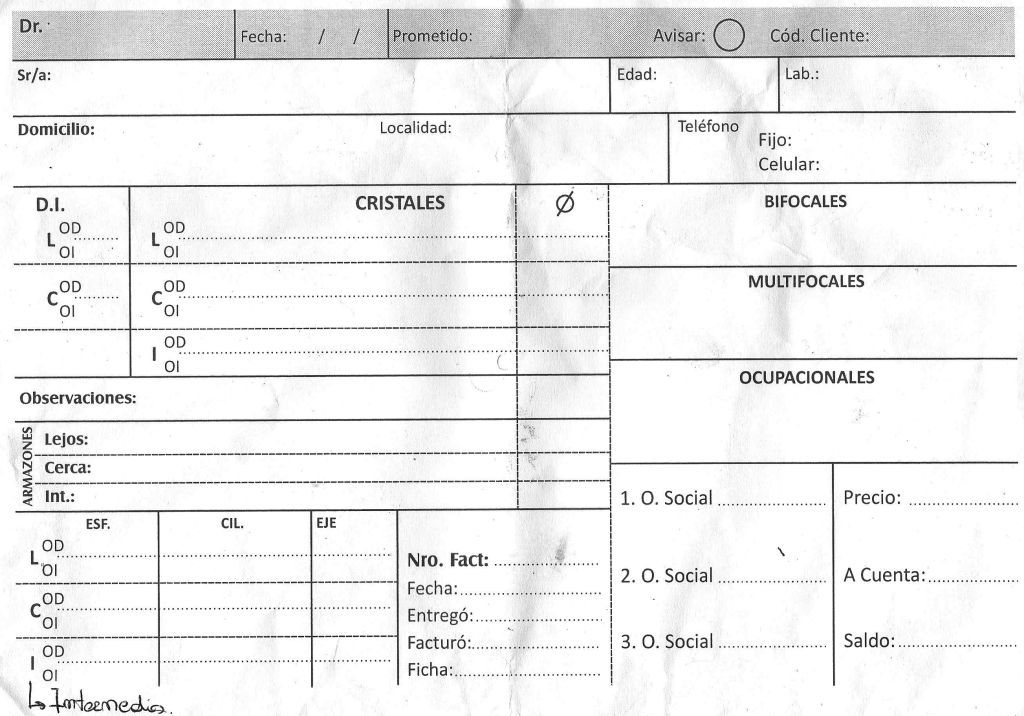 Dr.
Fecha: / / Prometido: Avisar: Cód. Cliente:
Sr/a: Edad: Lab.:
Domicilio: Localidad: Teléfono
Fijo:
Celular:
D.I. CRISTALES Ø BIFOCALES
L OD L OD
OI OI
MULTIFOCALES
C OD C OD
OI OI
I OD
OI
OCUPACIONALES
Observaciones:
ARMAZONES
Lejos:
Cerca:
Int.:
1. O. Social Precio:
2. O. Social A Cuenta:
3. O. Social Saldo:
ESF. CIL. EJE
L OD
OI
C OD
OI
I OD
OI
Nro. Fact:
Fecha:
Entregó:
Facturó:
Ficha:
↳ Intermedio.